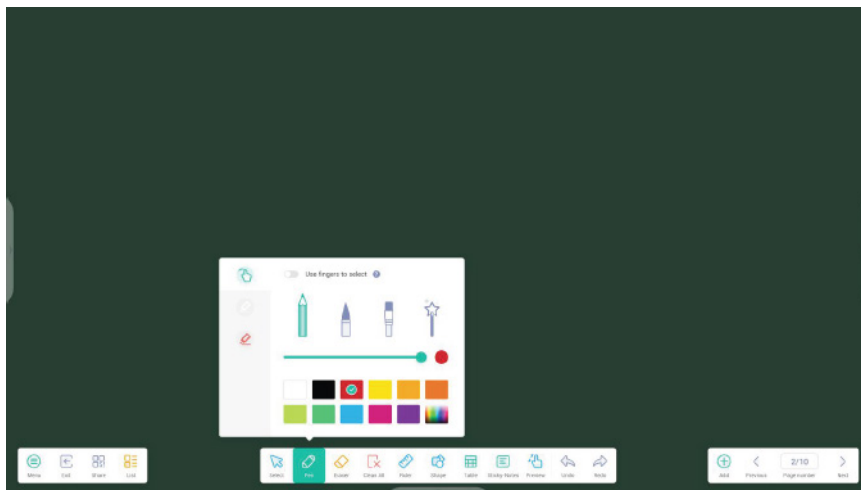 Use fingers to select ?
Menu Exit Share List
Select Pen Eraser Clear All Ruler Shape Table Sticky Notes Preview Undo Redo
Add Previous 2/10 Page number Next